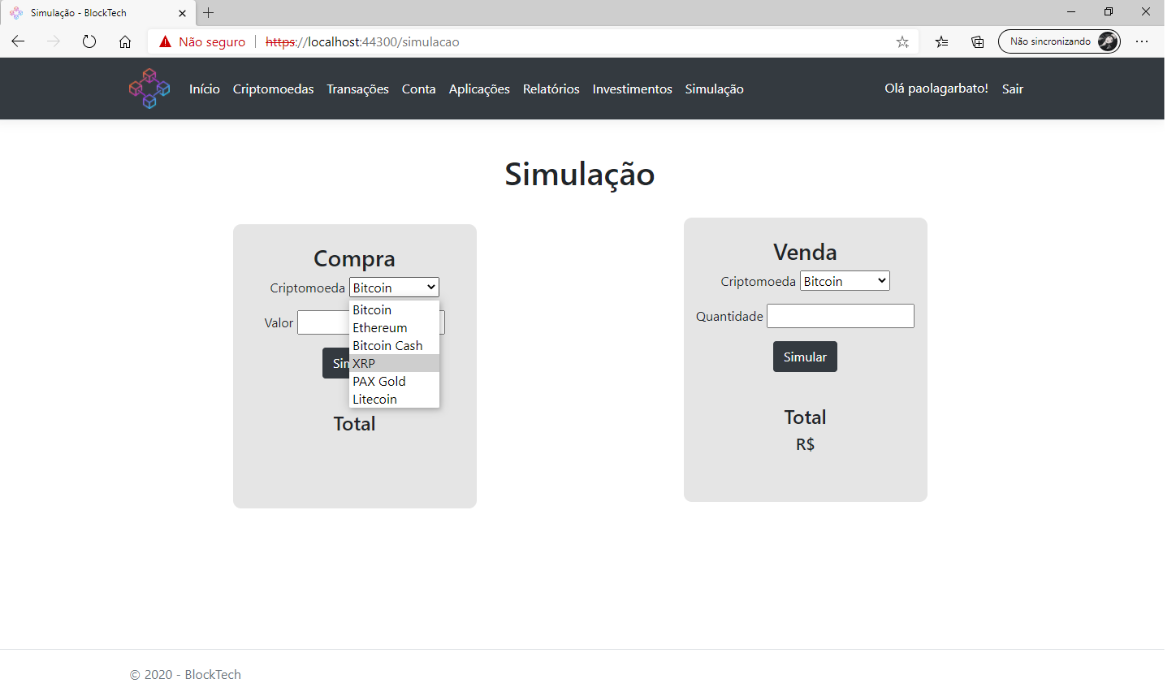 Simulação - BlockTech
Não seguro
https://localhost:44300/simulacao
Não sincronizando
Início Criptomoedas Transações Conta Aplicações Relatórios Investimentos Simulação Olá paolagarbato! Sair
Simulação
Compra
Criptomoeda Bitcoin
Bitcoin
Ethereum
Bitcoin Cash
XRP
PAX Gold
Litecoin
Valor
Sim
Total
Venda
Criptomoeda Bitcoin
Quantidade
Simular
Total
R$
© 2020 - BlockTech